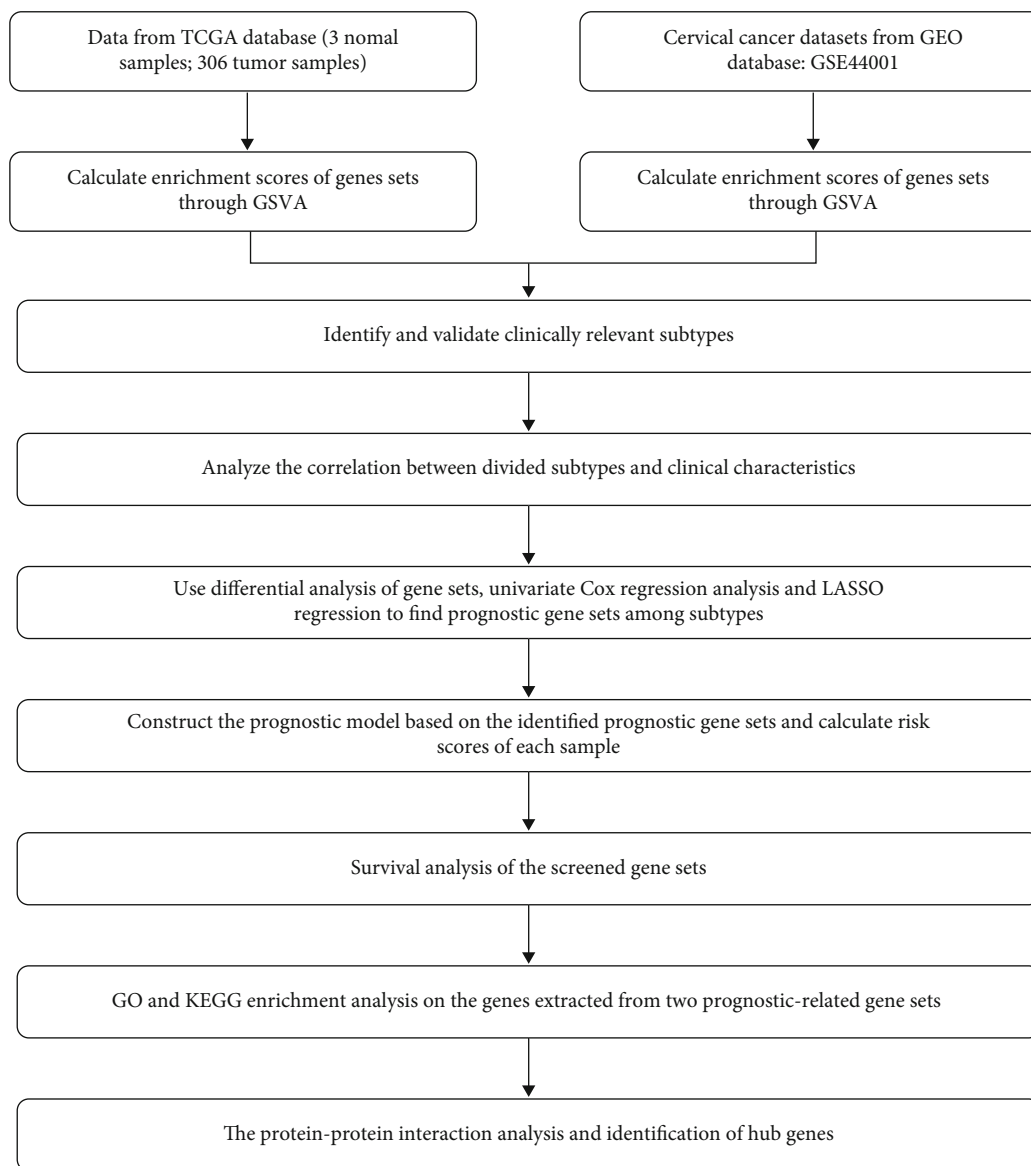 Data from TCGA database (3 nomal
samples; 306 tumor samples)
Cervical cancer datasets from GEO
database: GSE44001
Calculate enrichment scores of genes sets
through GSVA
Calculate enrichment scores of genes sets
through GSVA
Identify and validate clinically relevant subtypes
Analyze the correlation between divided subtypes and clinical characteristics
Use differential analysis of gene sets, univariate Cox regression analysis and LASSO
regression to find prognostic gene sets among subtypes
Construct the prognostic model based on the identified prognostic gene sets and calculate risk
scores of each sample
Survival analysis of the screened gene sets
GO and KEGG enrichment analysis on the genes extracted from two prognostic-related gene sets
The protein-protein interaction analysis and identification of hub genes